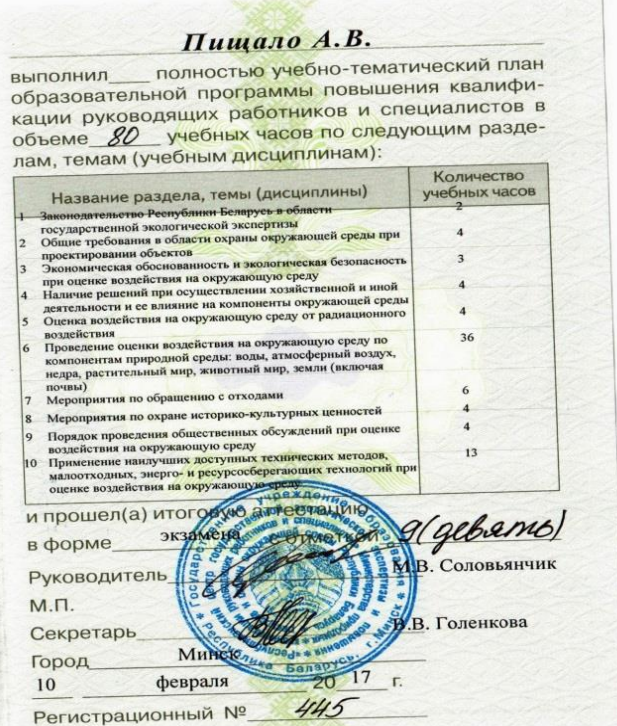 Пищало А.В.
выполнил____ полностью учебно-тематический план
образовательной программы повышения квалифи-
кации руководящих работников и специалистов в
объеме 80 учебных часов по следующим разде-
лам, темам (учебным дисциплинам):
Название раздела, темы (дисциплины) Количество учебных часов
1 Законодательство Республики Беларусь в области 2
государственной экологической экспертизы
2 Общие требования в области охраны окружающей среды при 4
проектировании объектов
3 Экономическая обоснованность и экологическая безопасность 3
при оценке воздействия на окружающую среду
4 Наличие решений при осуществлении хозяйственной и иной 4
деятельности и ее влияние на компоненты окружающей среды
5 Оценка воздействия на окружающую среду от радиационного 4
воздействия
6 Проведение оценки воздействия на окружающую среду по 36
компонентам природной среды: воды, атмосферный воздух,
недра, растительный мир, животный мир, земли (включая
почвы)
7 Мероприятия по обращению с отходами 6
8 Мероприятия по охране историко-культурных ценностей 4
9 Порядок проведения общественных обсуждений при оценке 4
воздействия на окружающую среду
10 Применение наилучших доступных технических методов, 13
малоотходных, энерго- и ресурсосберегающих технологий при
оценке воздействия на окружающую среду
и прошел(а) итоговую аттестацию
в форме экзамена с отметкой 9 (девять)
Руководитель М.В. Соловьянчик
М.П.
Секретарь В.В. Голенкова
Город Минск
10 февраля 20 17 г.
Регистрационный № 445